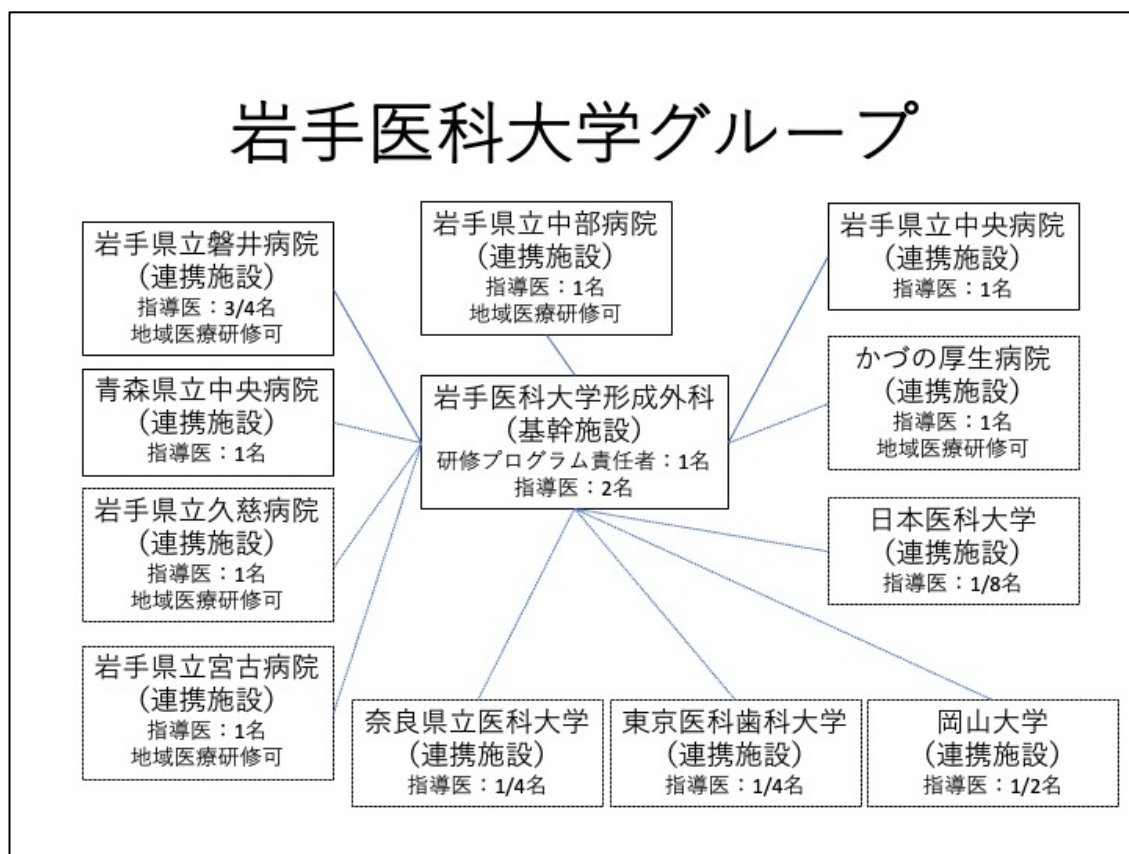 岩手医科大学グループ
岩手県立磐井病院
(連携施設)
指導医：3/4名
地域医療研修可
岩手県立中部病院
(連携施設)
指導医：1名
地域医療研修可
岩手県立中央病院
(連携施設)
指導医：1名
青森県立中央病院
(連携施設)
指導医：1名
岩手医科大学形成外科
(基幹施設)
研修プログラム責任者：1名
指導医：2名
かづの厚生病院
(連携施設)
指導医：1名
地域医療研修可
岩手県立久慈病院
(連携施設)
指導医：1名
地域医療研修可
日本医科大学
(連携施設)
指導医：1/8名
岩手県立宮古病院
(連携施設)
指導医：1名
地域医療研修可
奈良県立医科大学
(連携施設)
指導医：1/4名
東京医科歯科大学
(連携施設)
指導医：1/4名
岡山大学
(連携施設)
指導医：1/2名